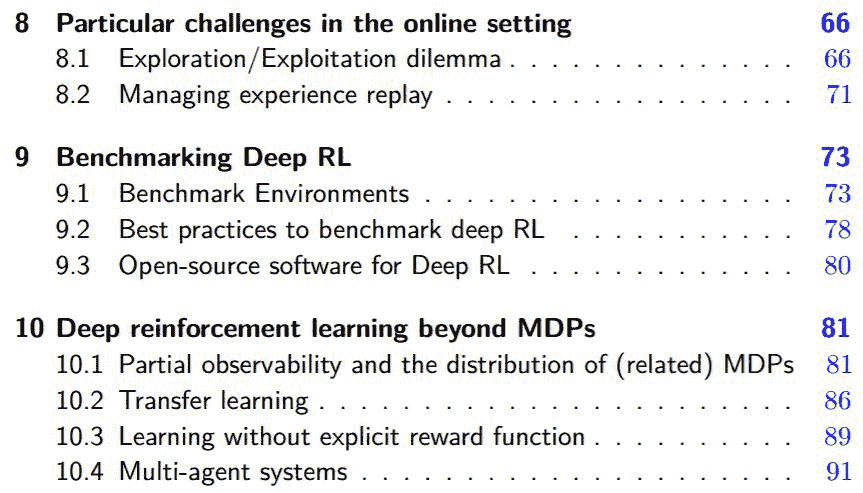 8 Particular challenges in the online setting 66
8.1 Exploration/Exploitation dilemma . . . . . . . . . . . . . . 66
8.2 Managing experience replay . . . . . . . . . . . . . . . . . 71
9 Benchmarking Deep RL 73
9.1 Benchmark Environments . . . . . . . . . . . . . . . . . . 73
9.2 Best practices to benchmark deep RL . . . . . . . . . . . 78
9.3 Open-source software for Deep RL . . . . . . . . . . . . . 80
10 Deep reinforcement learning beyond MDPs 81
10.1 Partial observability and the distribution of (related) MDPs 81
10.2 Transfer learning . . . . . . . . . . . . . . . . . . . . . . . 86
10.3 Learning without explicit reward function . . . . . . . . . . 89
10.4 Multi-agent systems . . . . . . . . . . . . . . . . . . . . . 91